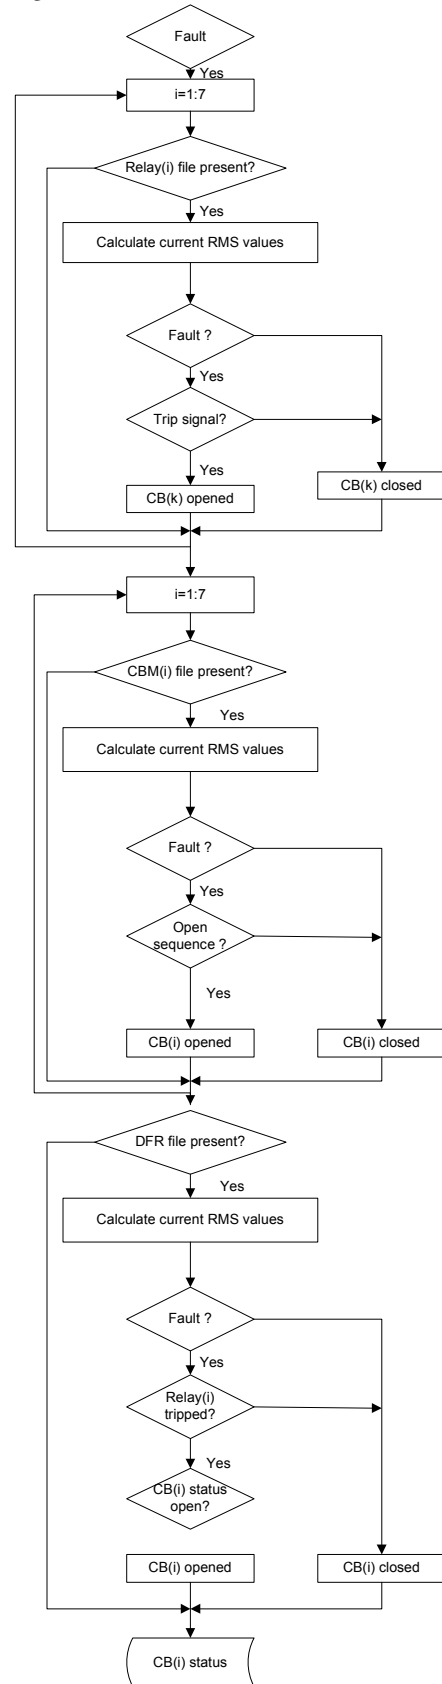 Fault
Yes
i=1:7
Relay(i) file present?
Yes
Calculate current RMS values
Fault ?
Yes
Trip signal?
Yes
CB(k) opened
CB(k) closed
i=1:7
CBM(i) file present?
Yes
Calculate current RMS values
Fault ?
Yes
Open
sequence ?
Yes
CB(i) opened
CB(i) closed
DFR file present?
Yes
Calculate current RMS values
Fault ?
Yes
Relay(i)
tripped?
Yes
CB(i) status
open?
CB(i) opened
CB(i) closed
CB(i) status